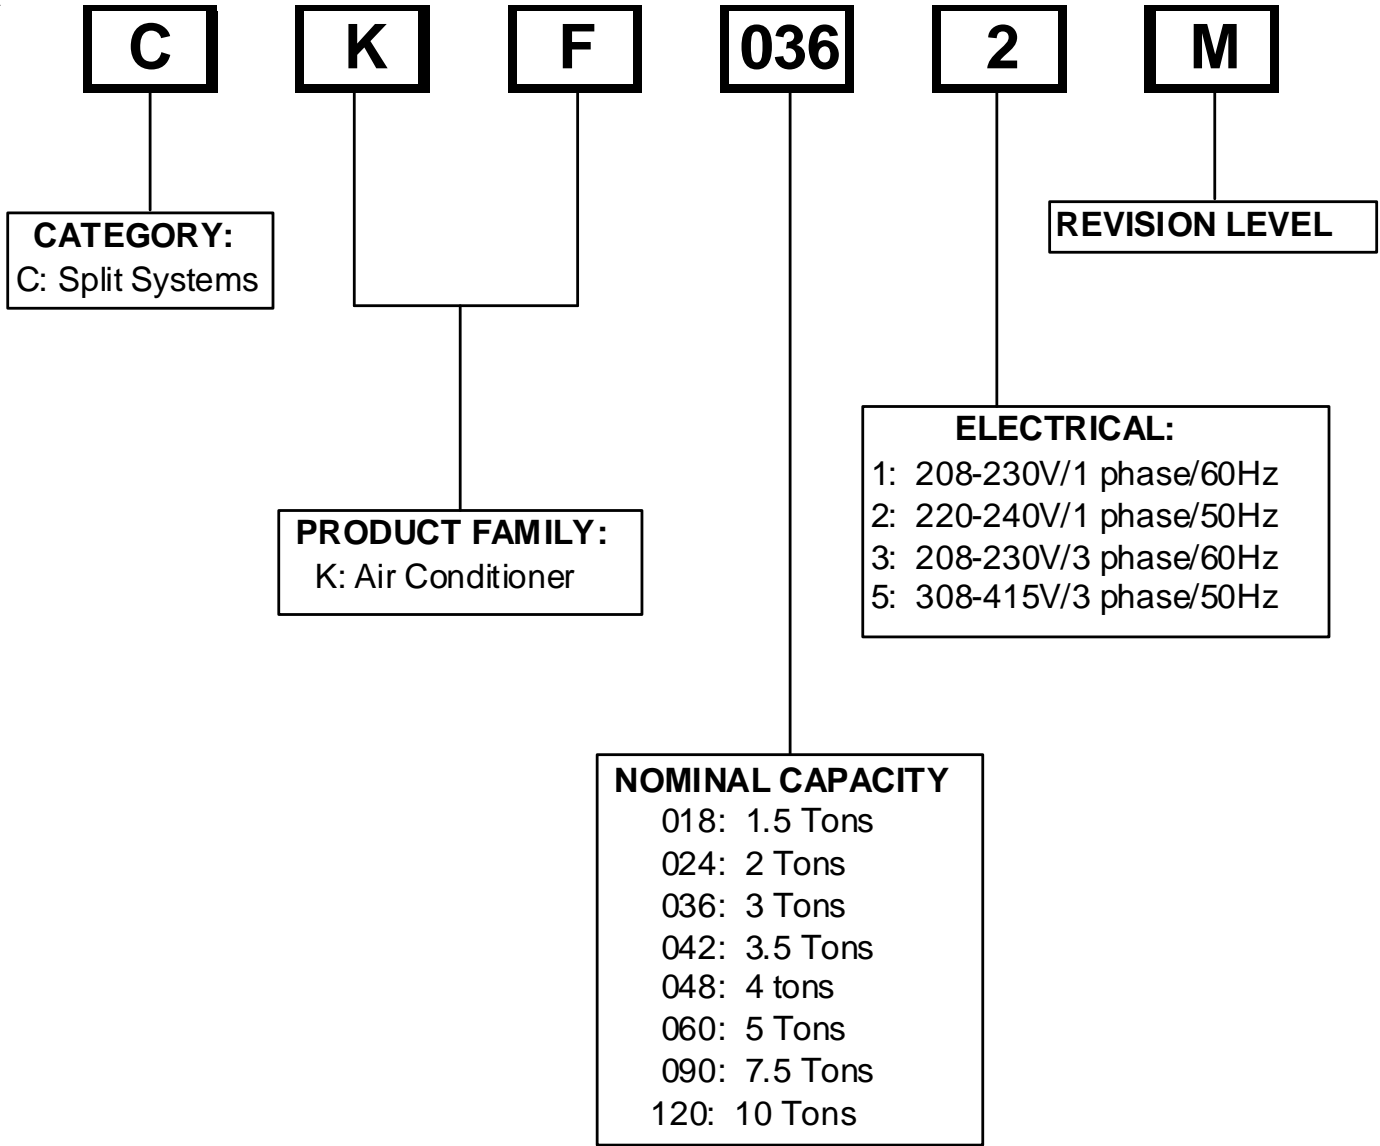 C K F 036 2 M
CATEGORY:
C: Split Systems
REVISION LEVEL
PRODUCT FAMILY:
K: Air Conditioner
ELECTRICAL:
1: 208-230V/1 phase/60Hz
2: 220-240V/1 phase/50Hz
3: 208-230V/3 phase/60Hz
5: 308-415V/3 phase/50Hz
NOMINAL CAPACITY
018: 1.5 Tons
024: 2 Tons
036: 3 Tons
042: 3.5 Tons
048: 4 tons
060: 5 Tons
090: 7.5 Tons
120: 10 Tons